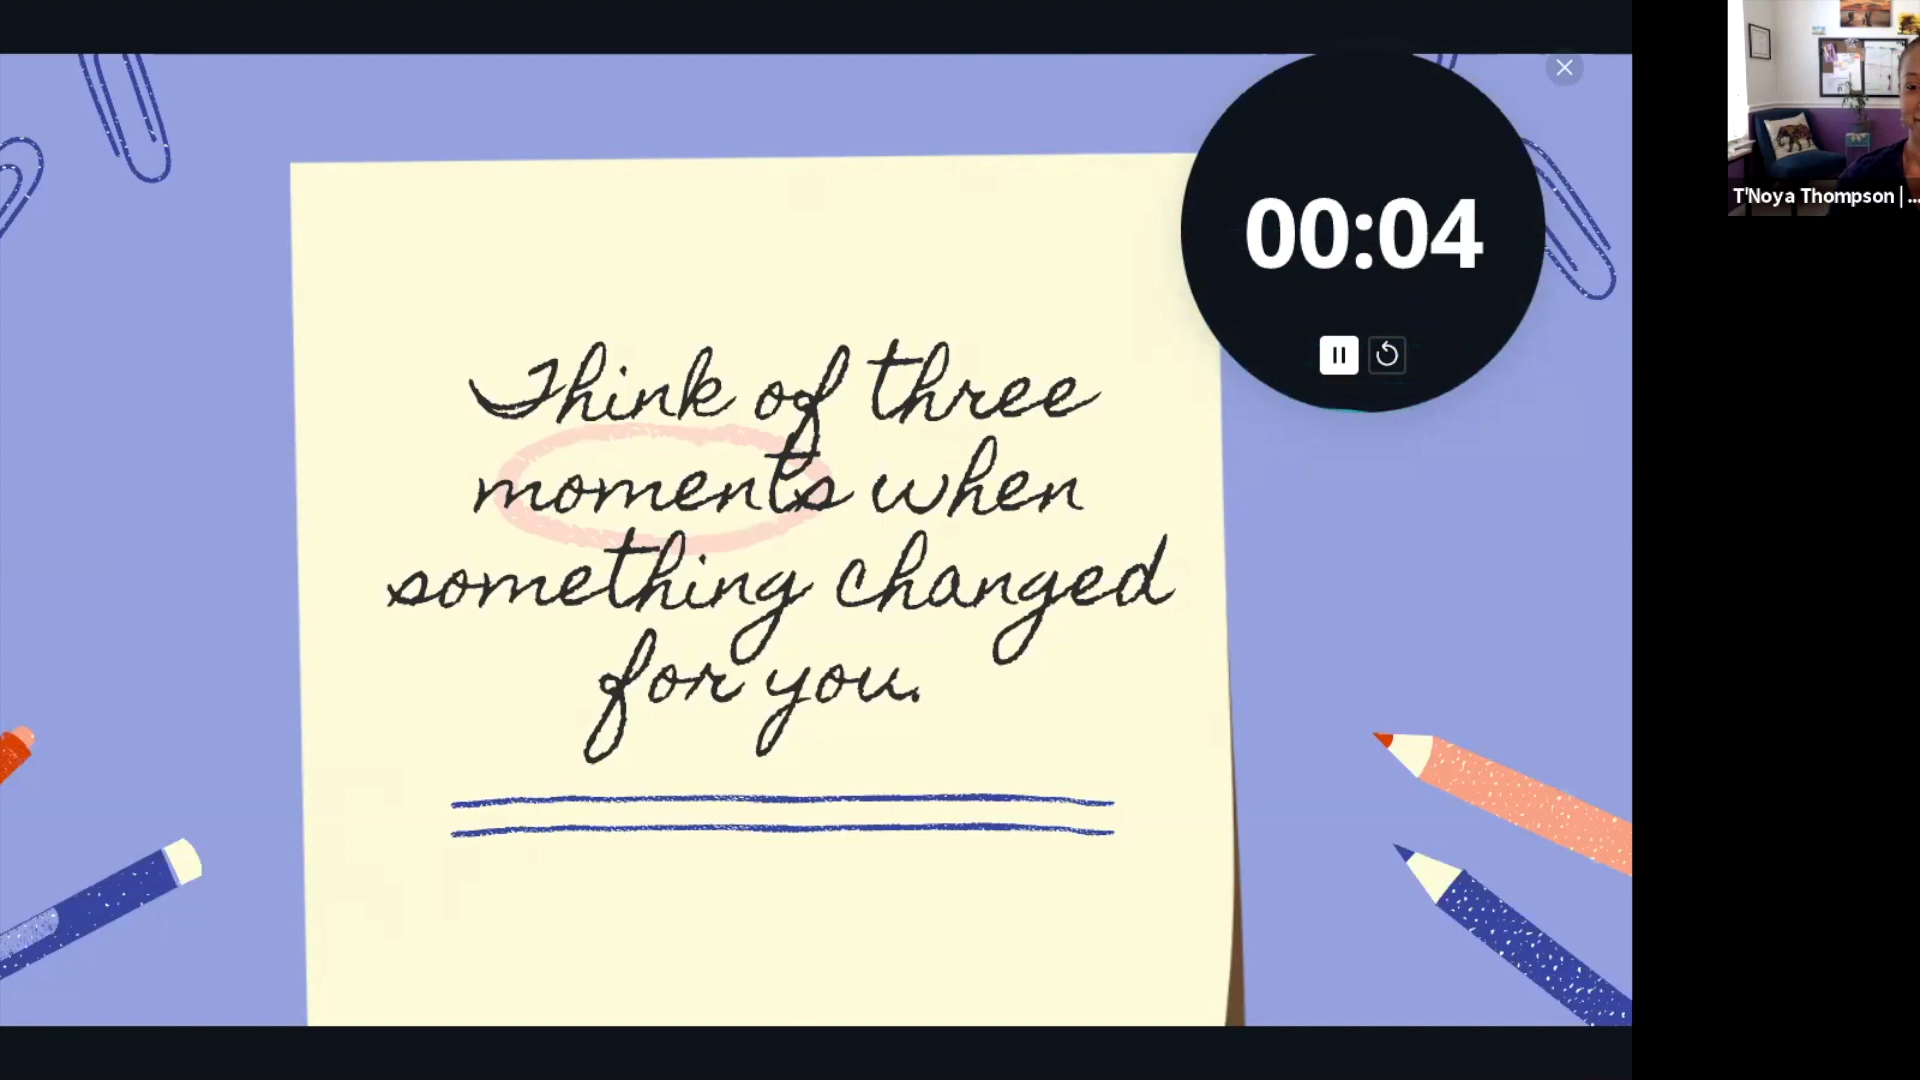 00:04
Think of three
moments when
something changed
for you.
T'Noya Thompson | ...